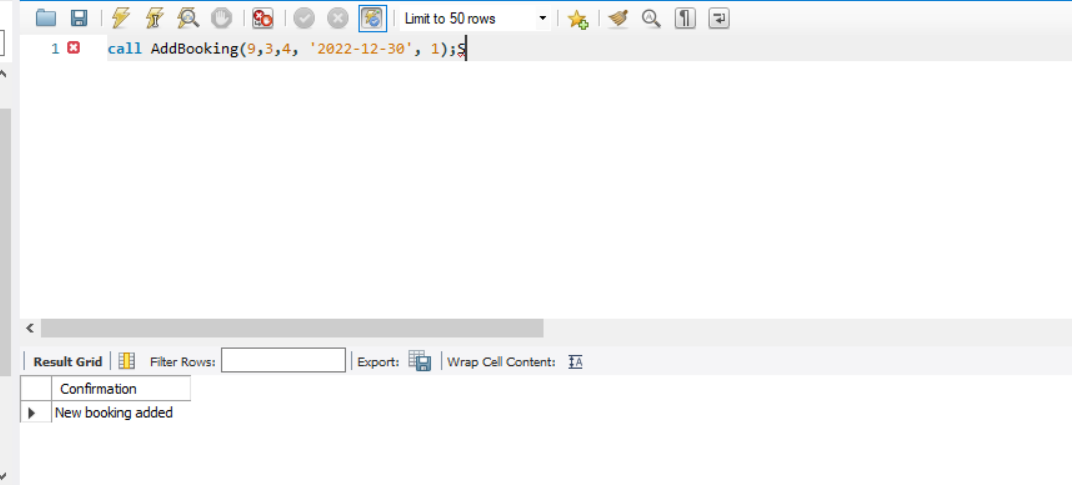 Limit to 50 rows
1 call AddBooking(9,3,4, '2022-12-30', 1);S
Result Grid Filter Rows: Export: Wrap Cell Content:
Confirmation
New booking added